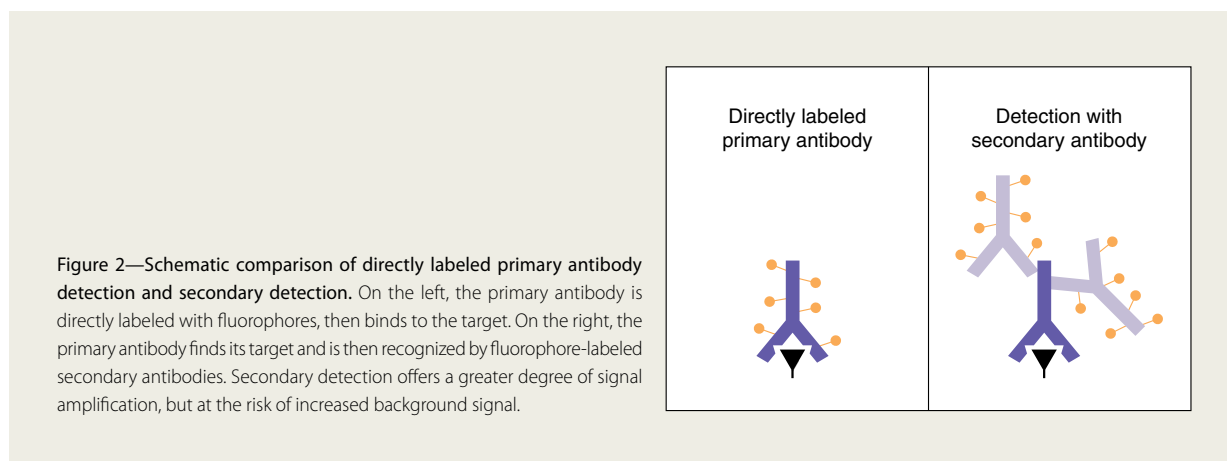 Directly labeled
primary antibody
Detection with
secondary antibody
Figure 2—Schematic comparison of directly labeled primary antibody
detection and secondary detection. On the left, the primary antibody is
directly labeled with fluorophores, then binds to the target. On the right, the
primary antibody finds its target and is then recognized by fluorophore-labeled
secondary antibodies. Secondary detection offers a greater degree of signal
amplification, but at the risk of increased background signal.